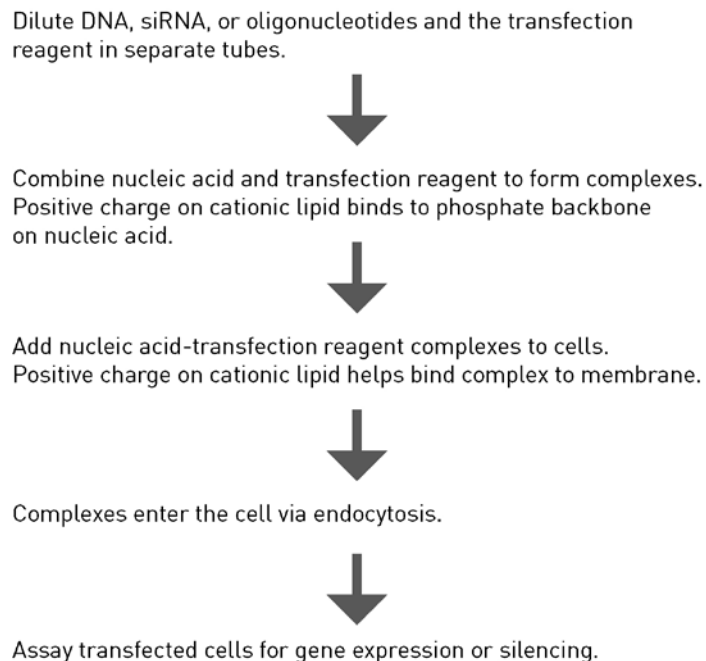 Dilute DNA, siRNA, or oligonucleotides and the transfection
reagent in separate tubes.
Combine nucleic acid and transfection reagent to form complexes.
Positive charge on cationic lipid binds to phosphate backbone
on nucleic acid.
Add nucleic acid-transfection reagent complexes to cells.
Positive charge on cationic lipid helps bind complex to membrane.
Complexes enter the cell via endocytosis.
Assay transfected cells for gene expression or silencing.